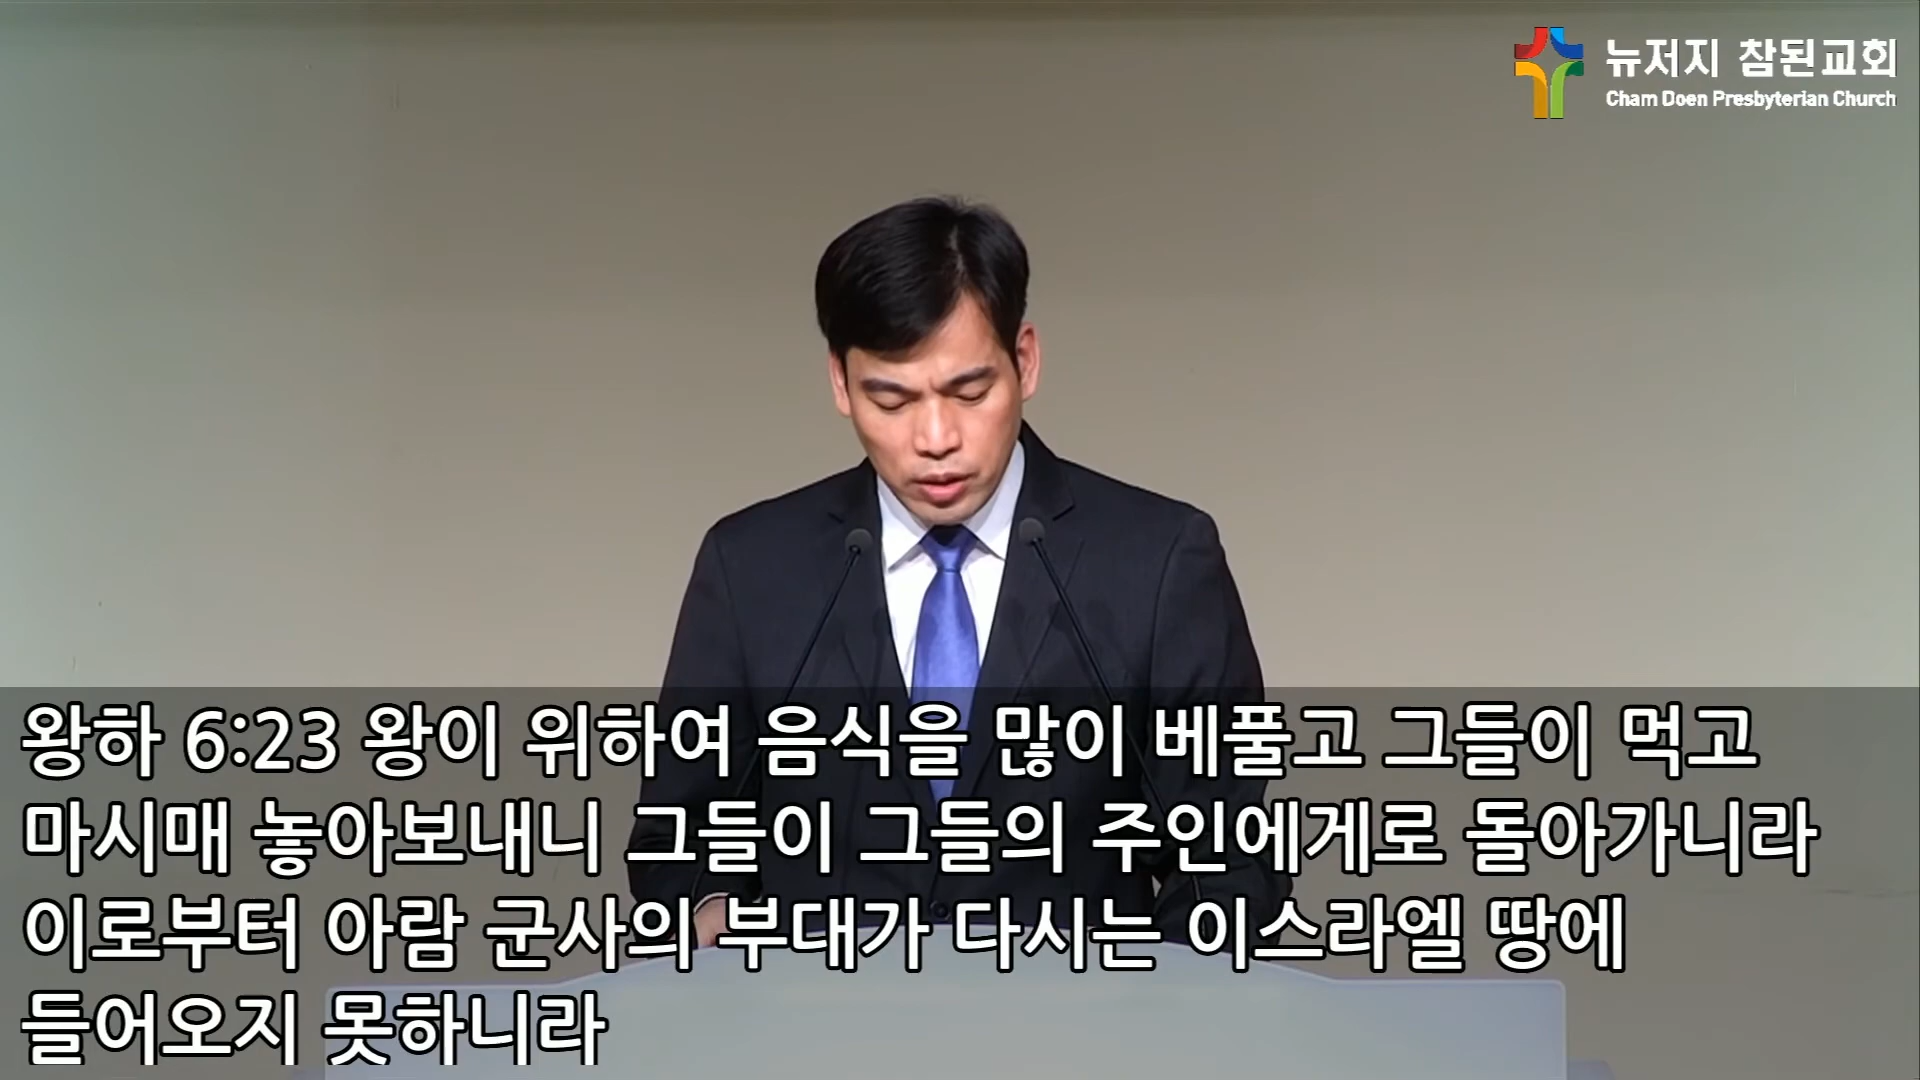 뉴저지 참된교회
Cham Doen Presbyterian Church
왕하 6:23 왕이 위하여 음식을 많이 베풀고 그들이 먹고
마시매 놓아보내니 그들이 그들의 주인에게로 돌아가니라
이로부터 아람 군사의 부대가 다시는 이스라엘 땅에
들어오지 못하니라